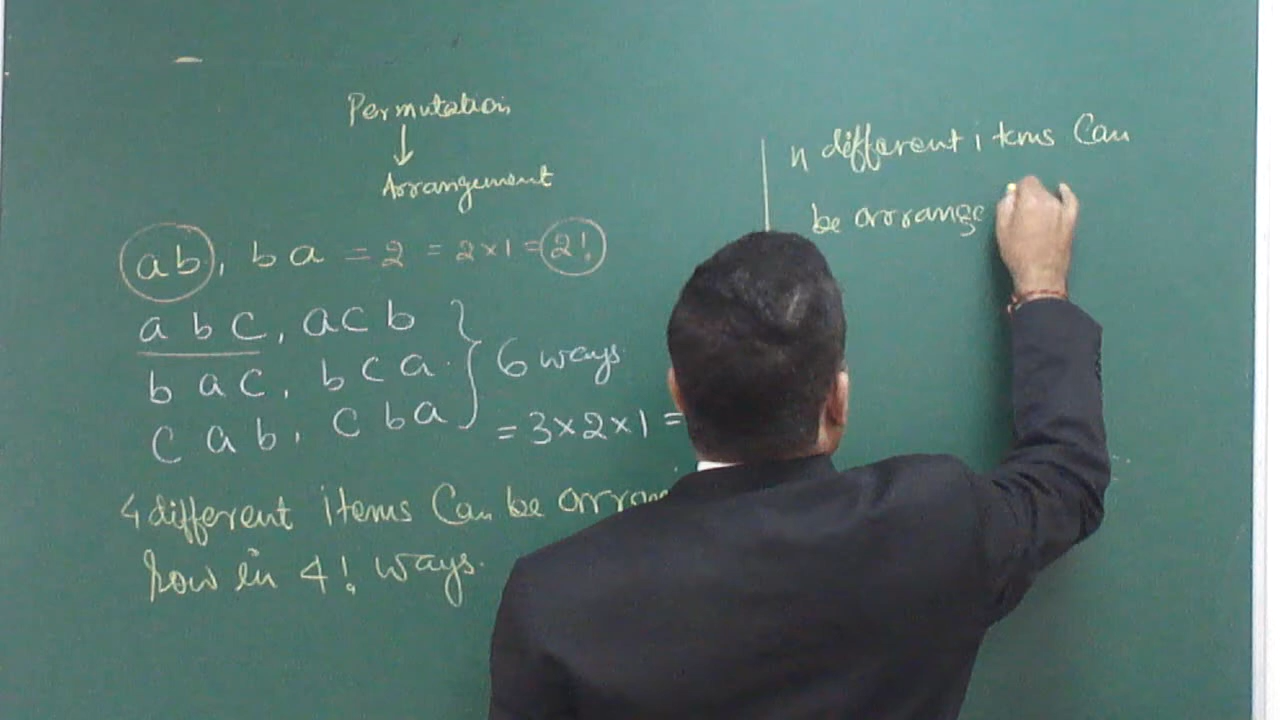 Permutation
↓
Arrangement
ab, ba = 2 = 2×1 = 2!
abc, acb
bac, bca
cab, cba
6 ways
= 3×2×1 =
4 different items Can be arran
row in 4! ways.
n different items Can
be arrange